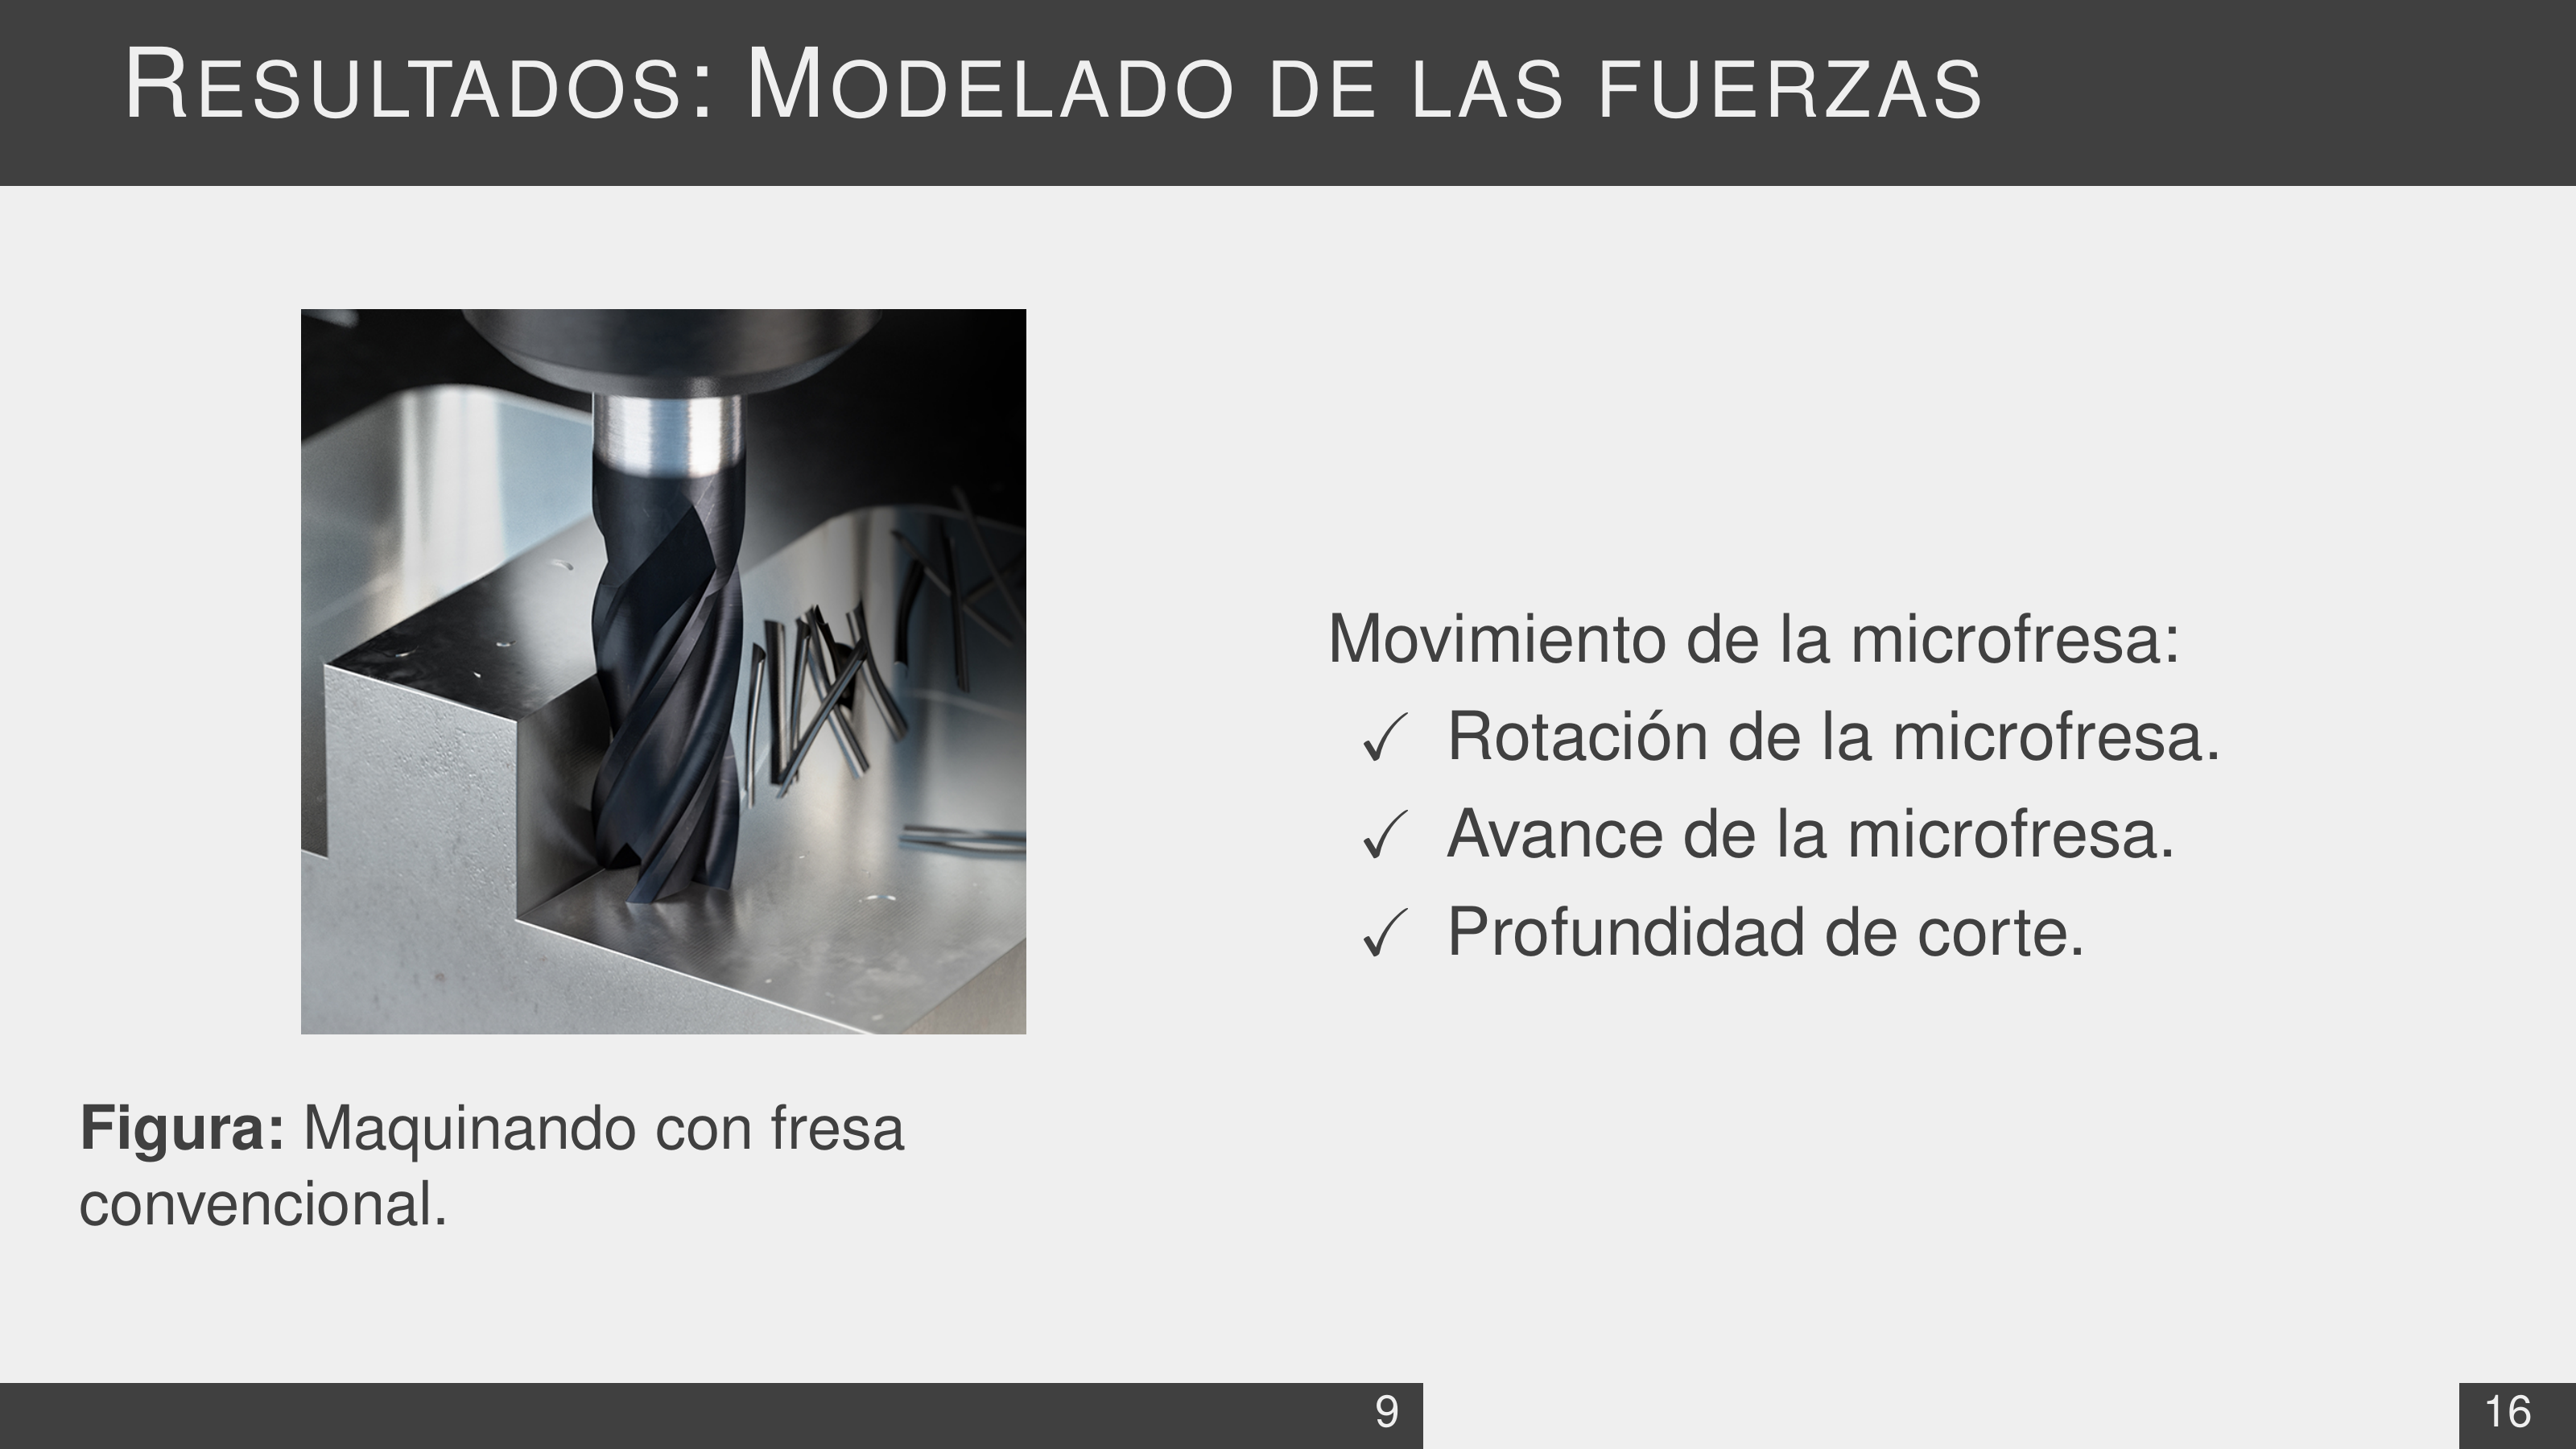 RESULTADOS: MODELADO DE LAS FUERZAS
Figura: Maquinando con fresa
convencional.
Movimiento de la microfresa:
✓ Rotación de la microfresa.
✓ Avance de la microfresa.
✓ Profundidad de corte.
9
16